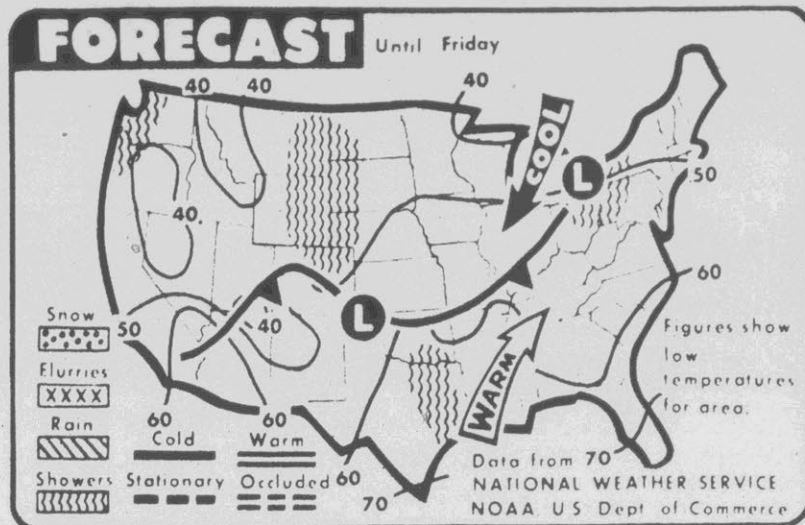 FORECAST Until Friday
40 40 40
COOL
L
50
40
60
Snow
50 40 L
Flurries
Figures show
low
temperatures
for area.
WARM
Rain
60 60
Cold Warm
Showers Stationary Occluded 60
70
Data from 70
NATIONAL WEATHER SERVICE
NOAA, U.S. Dept. of Commerce